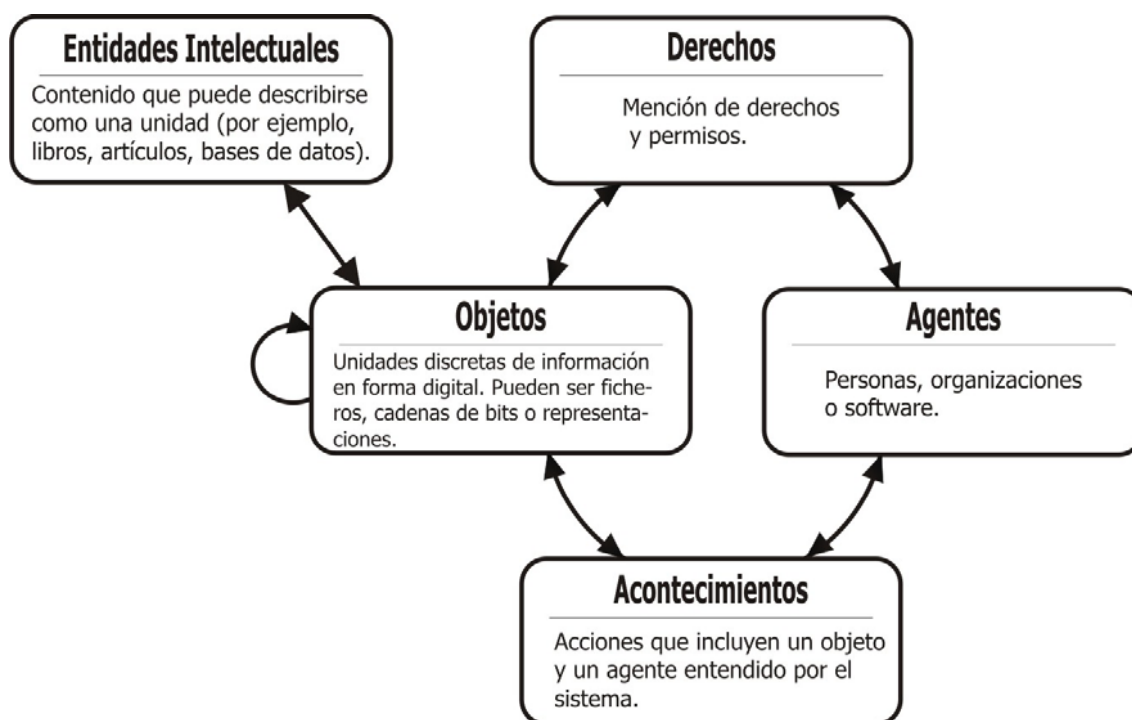 Entidades Intelectuales
Contenido que puede describirse
como una unidad (por ejemplo,
libros, artículos, bases de datos).
Derechos
Mención de derechos
y permisos.
Objetos
Unidades discretas de información
en forma digital. Pueden ser fiche-
ros, cadenas de bits o representa-
ciones.
Agentes
Personas, organizaciones
o software.
Acontecimientos
Acciones que incluyen un objeto
y un agente entendido por el
sistema.